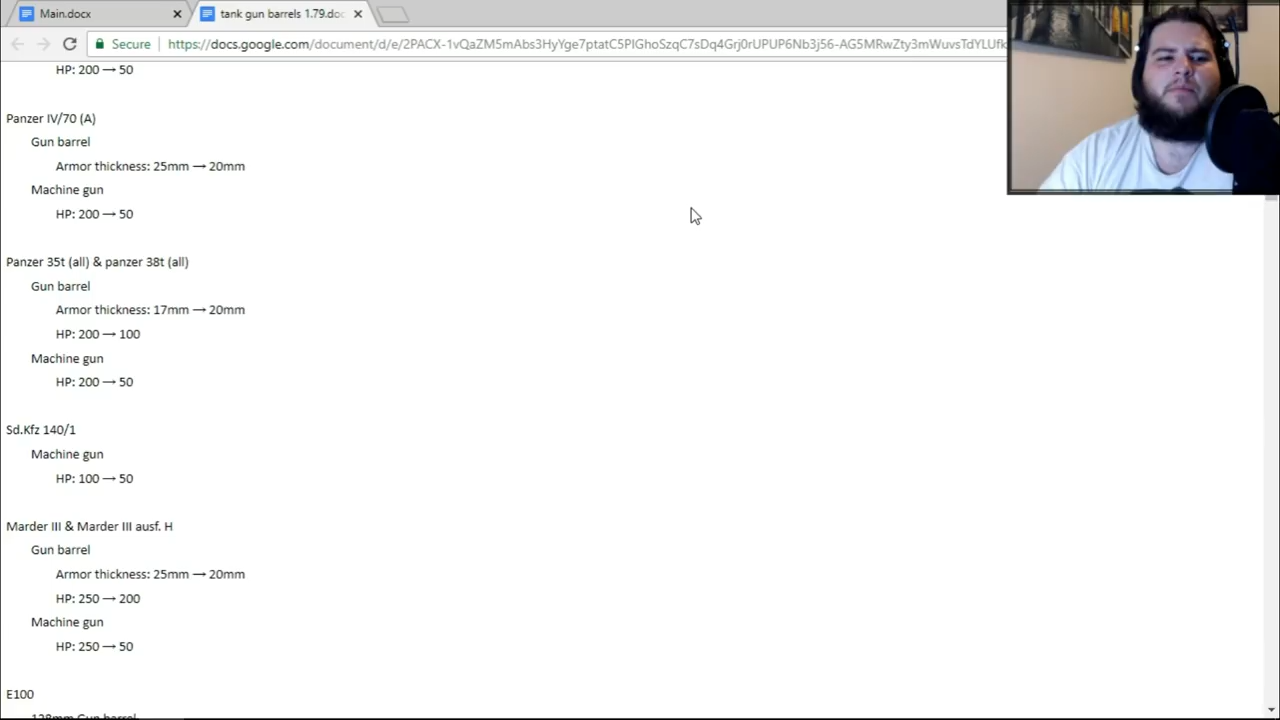 Main.docx
tank gun barrels 1.79.doc
Secure
https://docs.google.com/document/d/e/2PACX-1vQaZM5mAbs3HyYge7ptatC5PIGhoSzqC7sDq4Grj0rUPUP6Nb3j56-AG5MRwZty3mWuvsTdYLUfk
HP: 200 → 50
Panzer IV/70 (A)
Gun barrel
Armor thickness: 25mm → 20mm
Machine gun
HP: 200 → 50
Panzer 35t (all) & panzer 38t (all)
Gun barrel
Armor thickness: 17mm → 20mm
HP: 200 → 100
Machine gun
HP: 200 → 50
Sd.Kfz 140/1
Machine gun
HP: 100 → 50
Marder III & Marder III ausf. H
Gun barrel
Armor thickness: 25mm → 20mm
HP: 250 → 200
Machine gun
HP: 250 → 50
E100
128mm Gun barrel